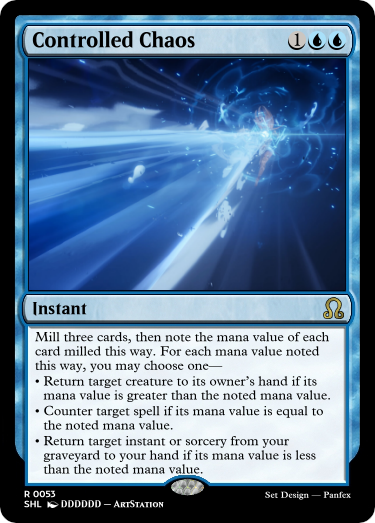 Controlled Chaos 1
Instant
Mill three cards, then note the mana value of each
card milled this way. For each mana value noted
this way, you may choose one—
• Return target creature to its owner's hand if its
mana value is greater than the noted mana value.
• Counter target spell if its mana value is equal to
the noted mana value.
• Return target instant or sorcery from your
graveyard to your hand if its mana value is less
than the noted mana value.
R 0053
SHL DDDDDD — ArtStation
Set Design — Panfex